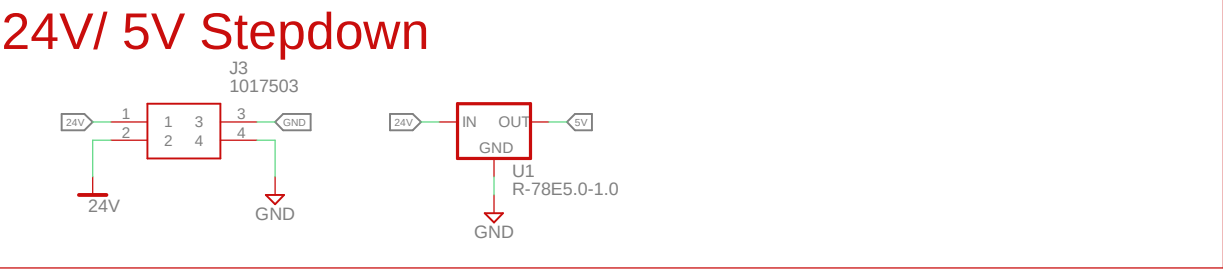 24V/ 5V Stepdown
J3
1017503
24V 1 1 3 3 GND
2 2 4 4
24V
GND
24V IN OUT 5V
GND
U1
R-78E5.0-1.0
GND